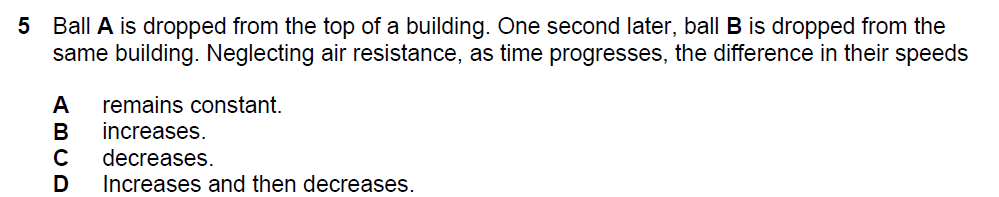 5 Ball A is dropped from the top of a building. One second later, ball B is dropped from the
same building. Neglecting air resistance, as time progresses, the difference in their speeds
A remains constant.
B increases.
C decreases.
D Increases and then decreases.